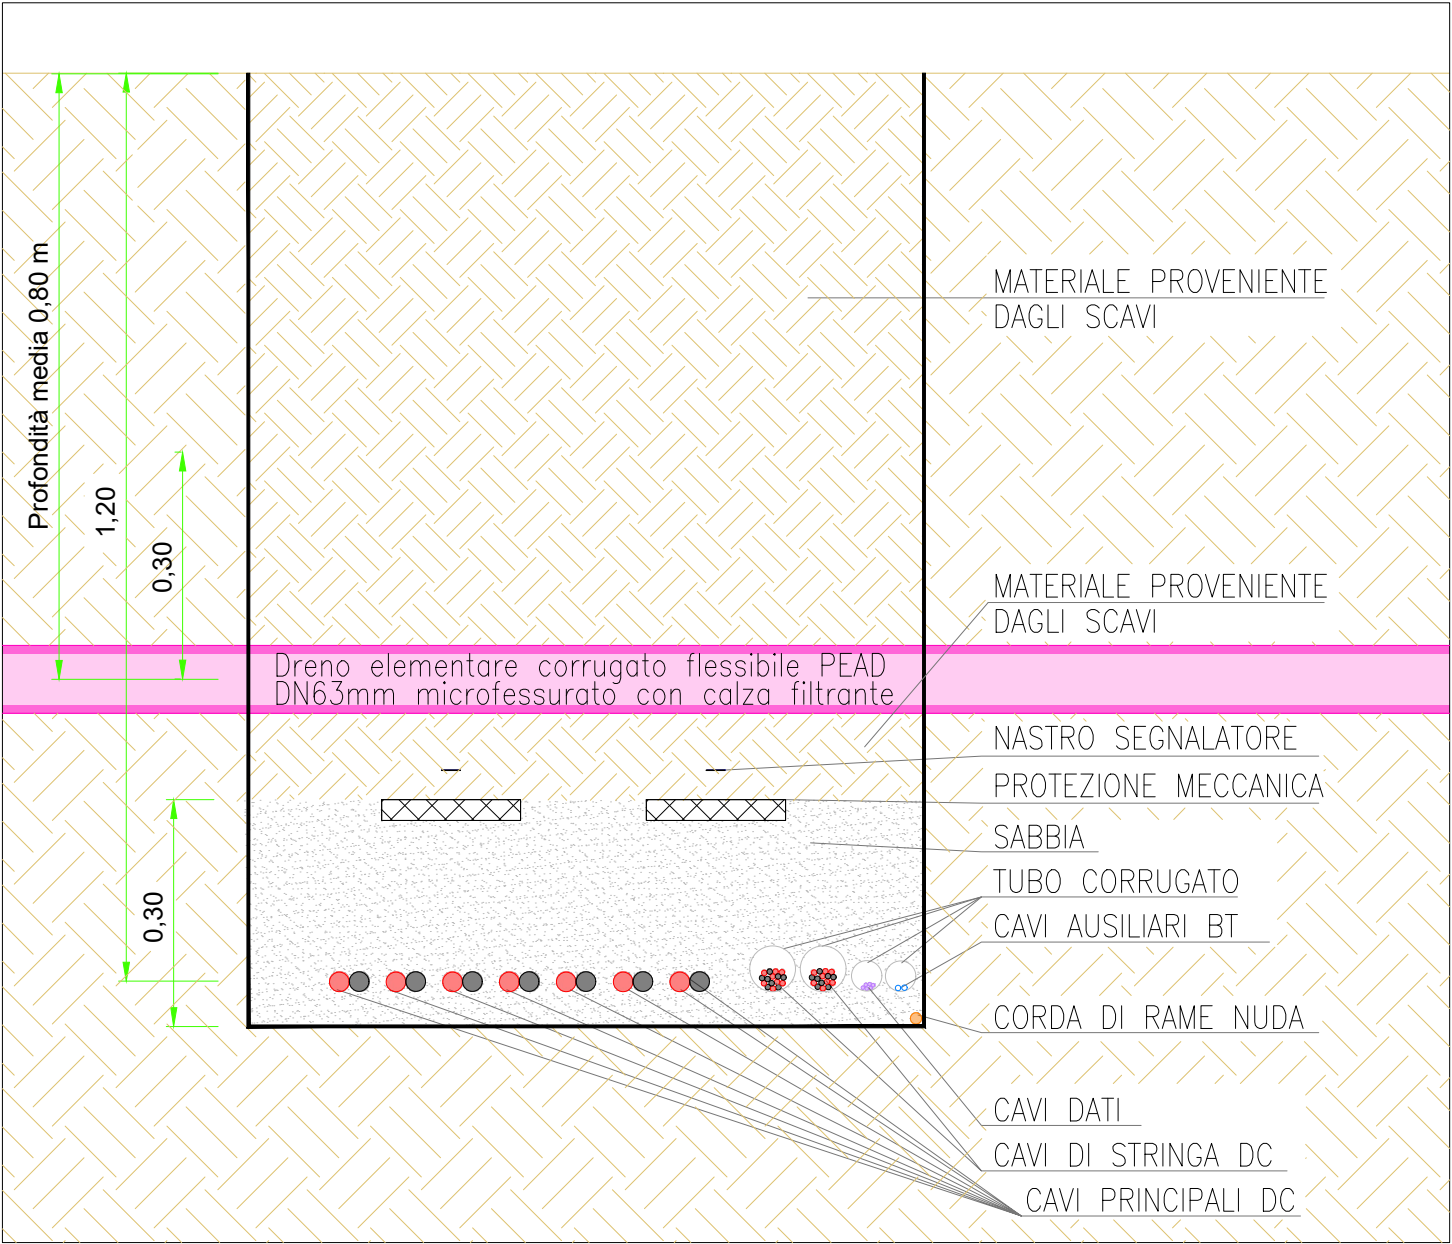 Profondità media 0,80 m
1,20
0,30
0,30
MATERIALE PROVENIENTE
DAGLI SCAVI
MATERIALE PROVENIENTE
DAGLI SCAVI
Dreno elementare corrugato flessibile PEAD
DN63mm microfessurato con calza filtrante
NASTRO SEGNALATORE
PROTEZIONE MECCANICA
SABBIA
TUBO CORRUGATO
CAVI AUSILIARI BT
CORDA DI RAME NUDA
CAVI DATI
CAVI DI STRINGA DC
CAVI PRINCIPALI DC